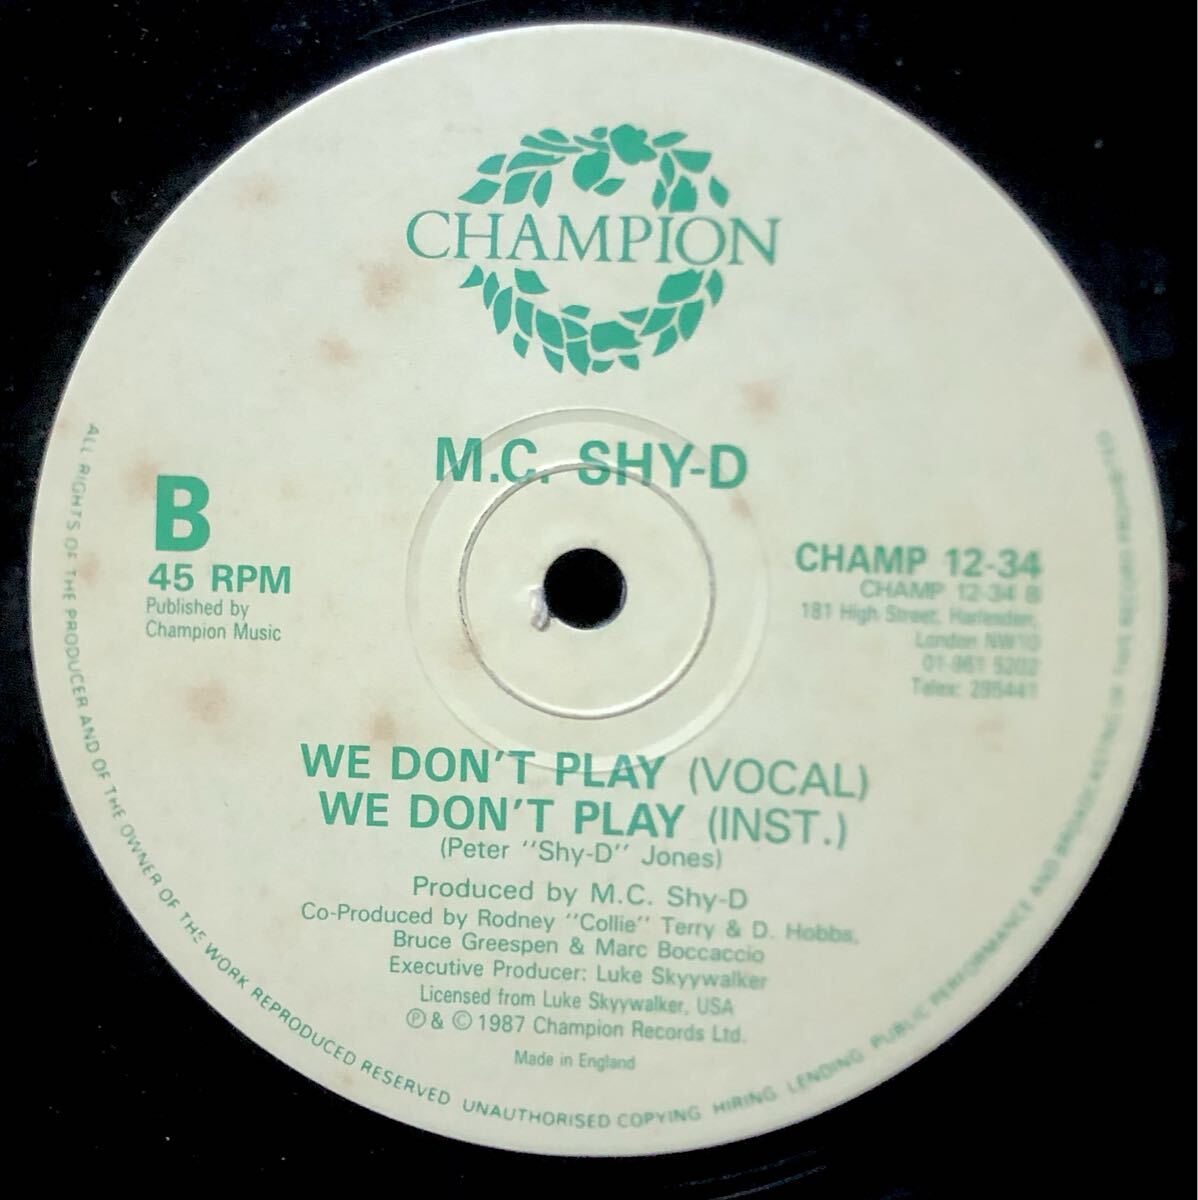 CHAMPION
M.C. SHY-D
B
45 RPM
Published by
Champion Music
CHAMP 12-34
CHAMP 12-34 B
181 High Street, Harlesden,
London NW10
01-961 5202
Telex: 295441
WE DON'T PLAY (VOCAL)
WE DON'T PLAY (INST.)
(Peter "Shy-D" Jones)
Produced by M.C. Shy-D
Co-Produced by Rodney "Collie" Terry & D. Hobbs,
Bruce Greespen & Marc Boccaccio
Executive Producer: Luke Skyywalker
Licensed from Luke Skyywalker, USA
℗ & © 1987 Champion Records Ltd.
Made in England
ALL RIGHTS OF THE PRODUCER AND OF THE OWNER OF THE WORK REPRODUCED RESERVED UNAUTHORISED COPYING HIRING LENDING PUBLIC PERFORMANCE AND BROADCASTING OF THIS RECORD PROHIBITED